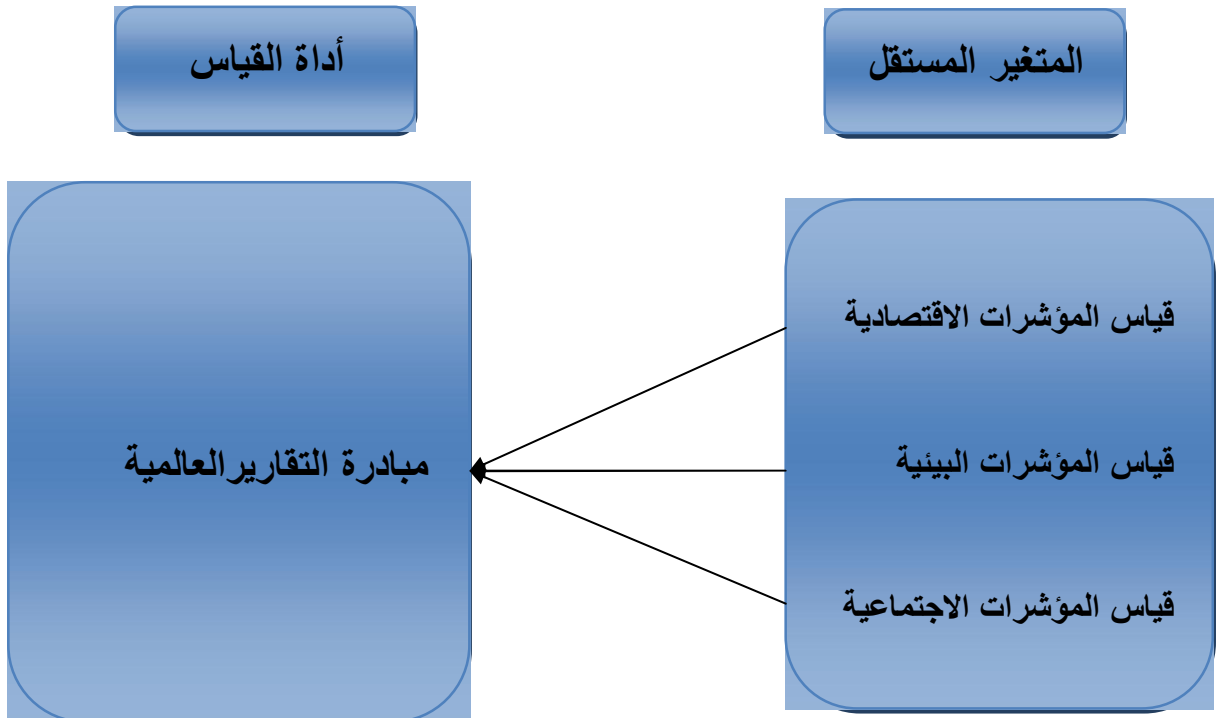 المتغير المستقل
أداة القياس
قياس المؤشرات الاقتصادية
قياس المؤشرات البيئية
قياس المؤشرات الاجتماعية
مبادرة التقاريرالعالمية